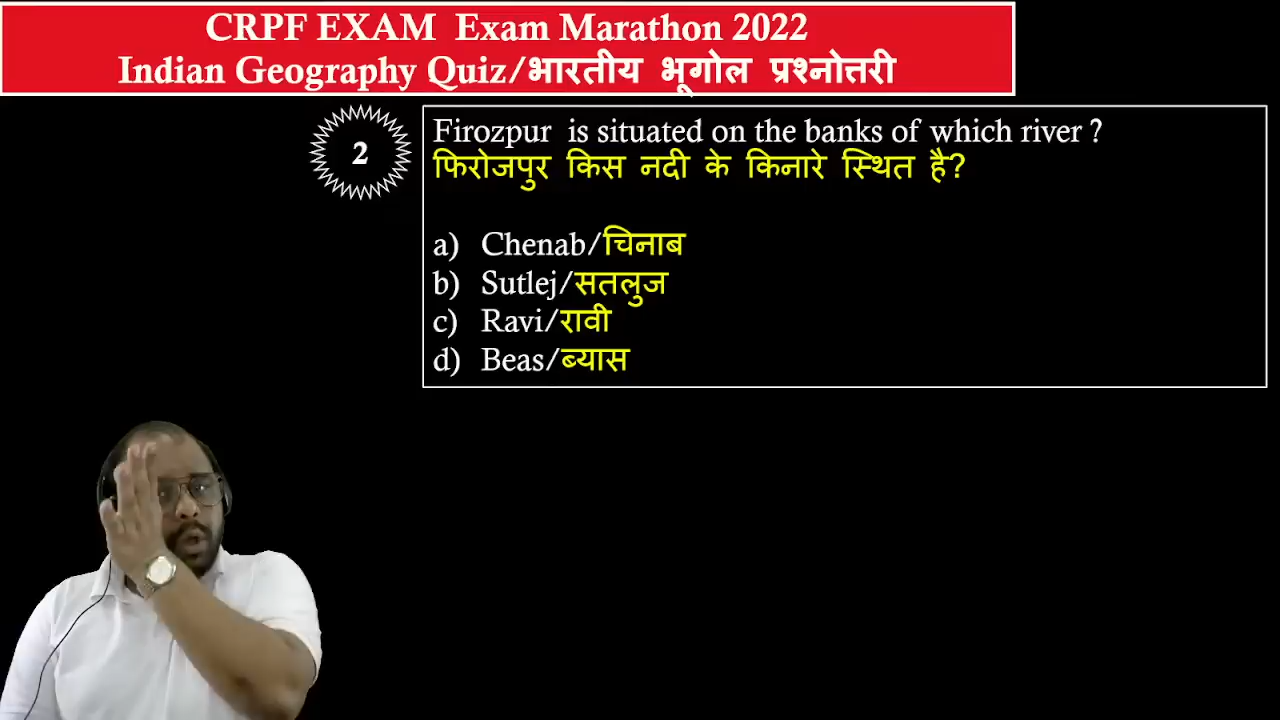 CRPF EXAM Exam Marathon 2022
Indian Geography Quiz/भारतीय भूगोल प्रश्नोत्तरी
2
Firozpur is situated on the banks of which river ?
फिरोजपुर किस नदी के किनारे स्थित है?
a) Chenab/चिनाब
b) Sutlej/सतलुज
c) Ravi/रावी
d) Beas/ब्यास